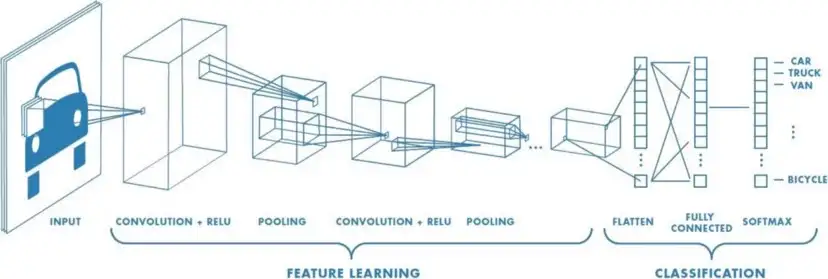 CAR
TRUCK
VAN
BICYCLE
INPUT
CONVOLUTION + RELU
POOLING
CONVOLUTION + RELU
POOLING
FLATTEN
FULLY
CONNECTED
SOFTMAX
FEATURE LEARNING
CLASSIFICATION